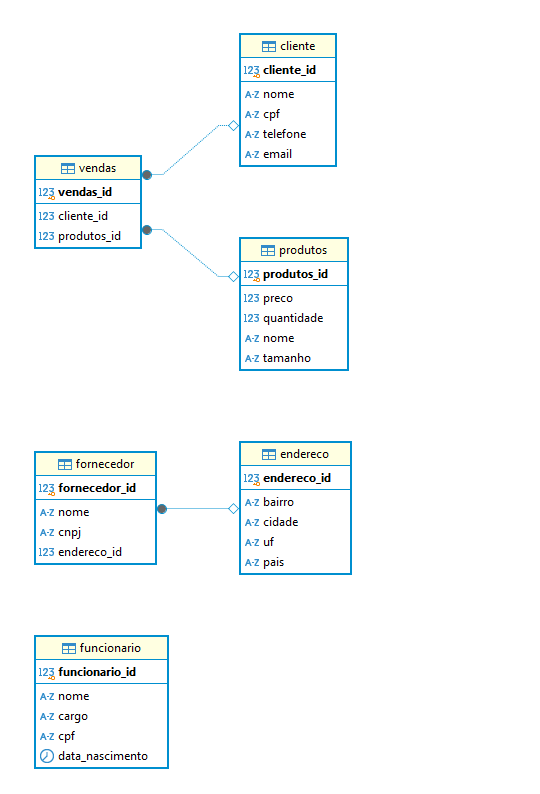 cliente
123 cliente_id
A-Z nome
A-Z cpf
A-Z telefone
A-Z email
vendas
123 vendas_id
123 cliente_id
123 produtos_id
produtos
123 produtos_id
123 preco
123 quantidade
A-Z nome
A-Z tamanho
fornecedor
123 fornecedor_id
A-Z nome
A-Z cnpj
123 endereco_id
endereco
123 endereco_id
A-Z bairro
A-Z cidade
A-Z uf
A-Z pais
funcionario
123 funcionario_id
A-Z nome
A-Z cargo
A-Z cpf
data_nascimento